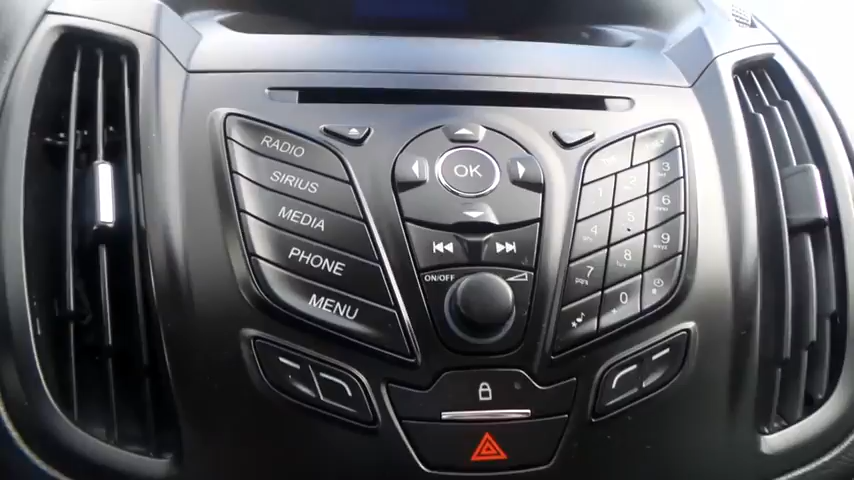 RADIO
SIRIUS
MEDIA
PHONE
MENU
OK
ON/OFF
1 2 3
4 5 6
7 8 9
* 0